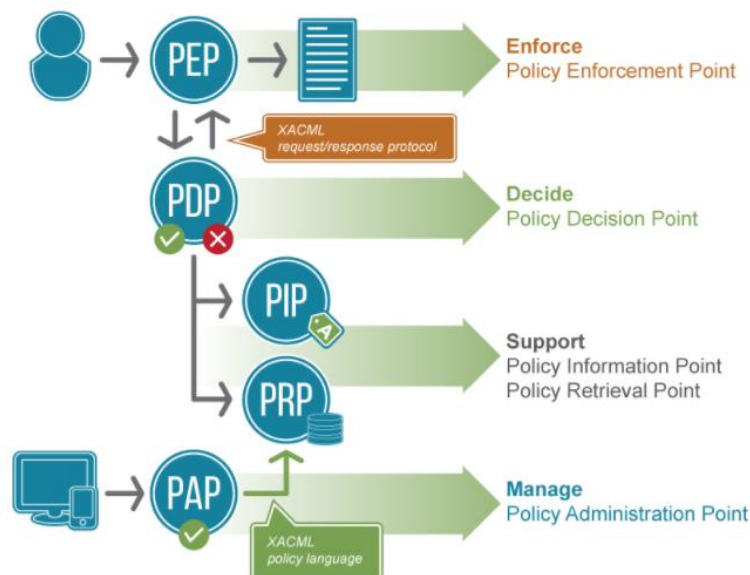 PEP
Enforce
Policy Enforcement Point
XACML
request/response protocol
PDP
Decide
Policy Decision Point
PIP
A
Support
Policy Information Point
Policy Retrieval Point
PRP
PAP
Manage
Policy Administration Point
XACML
policy language